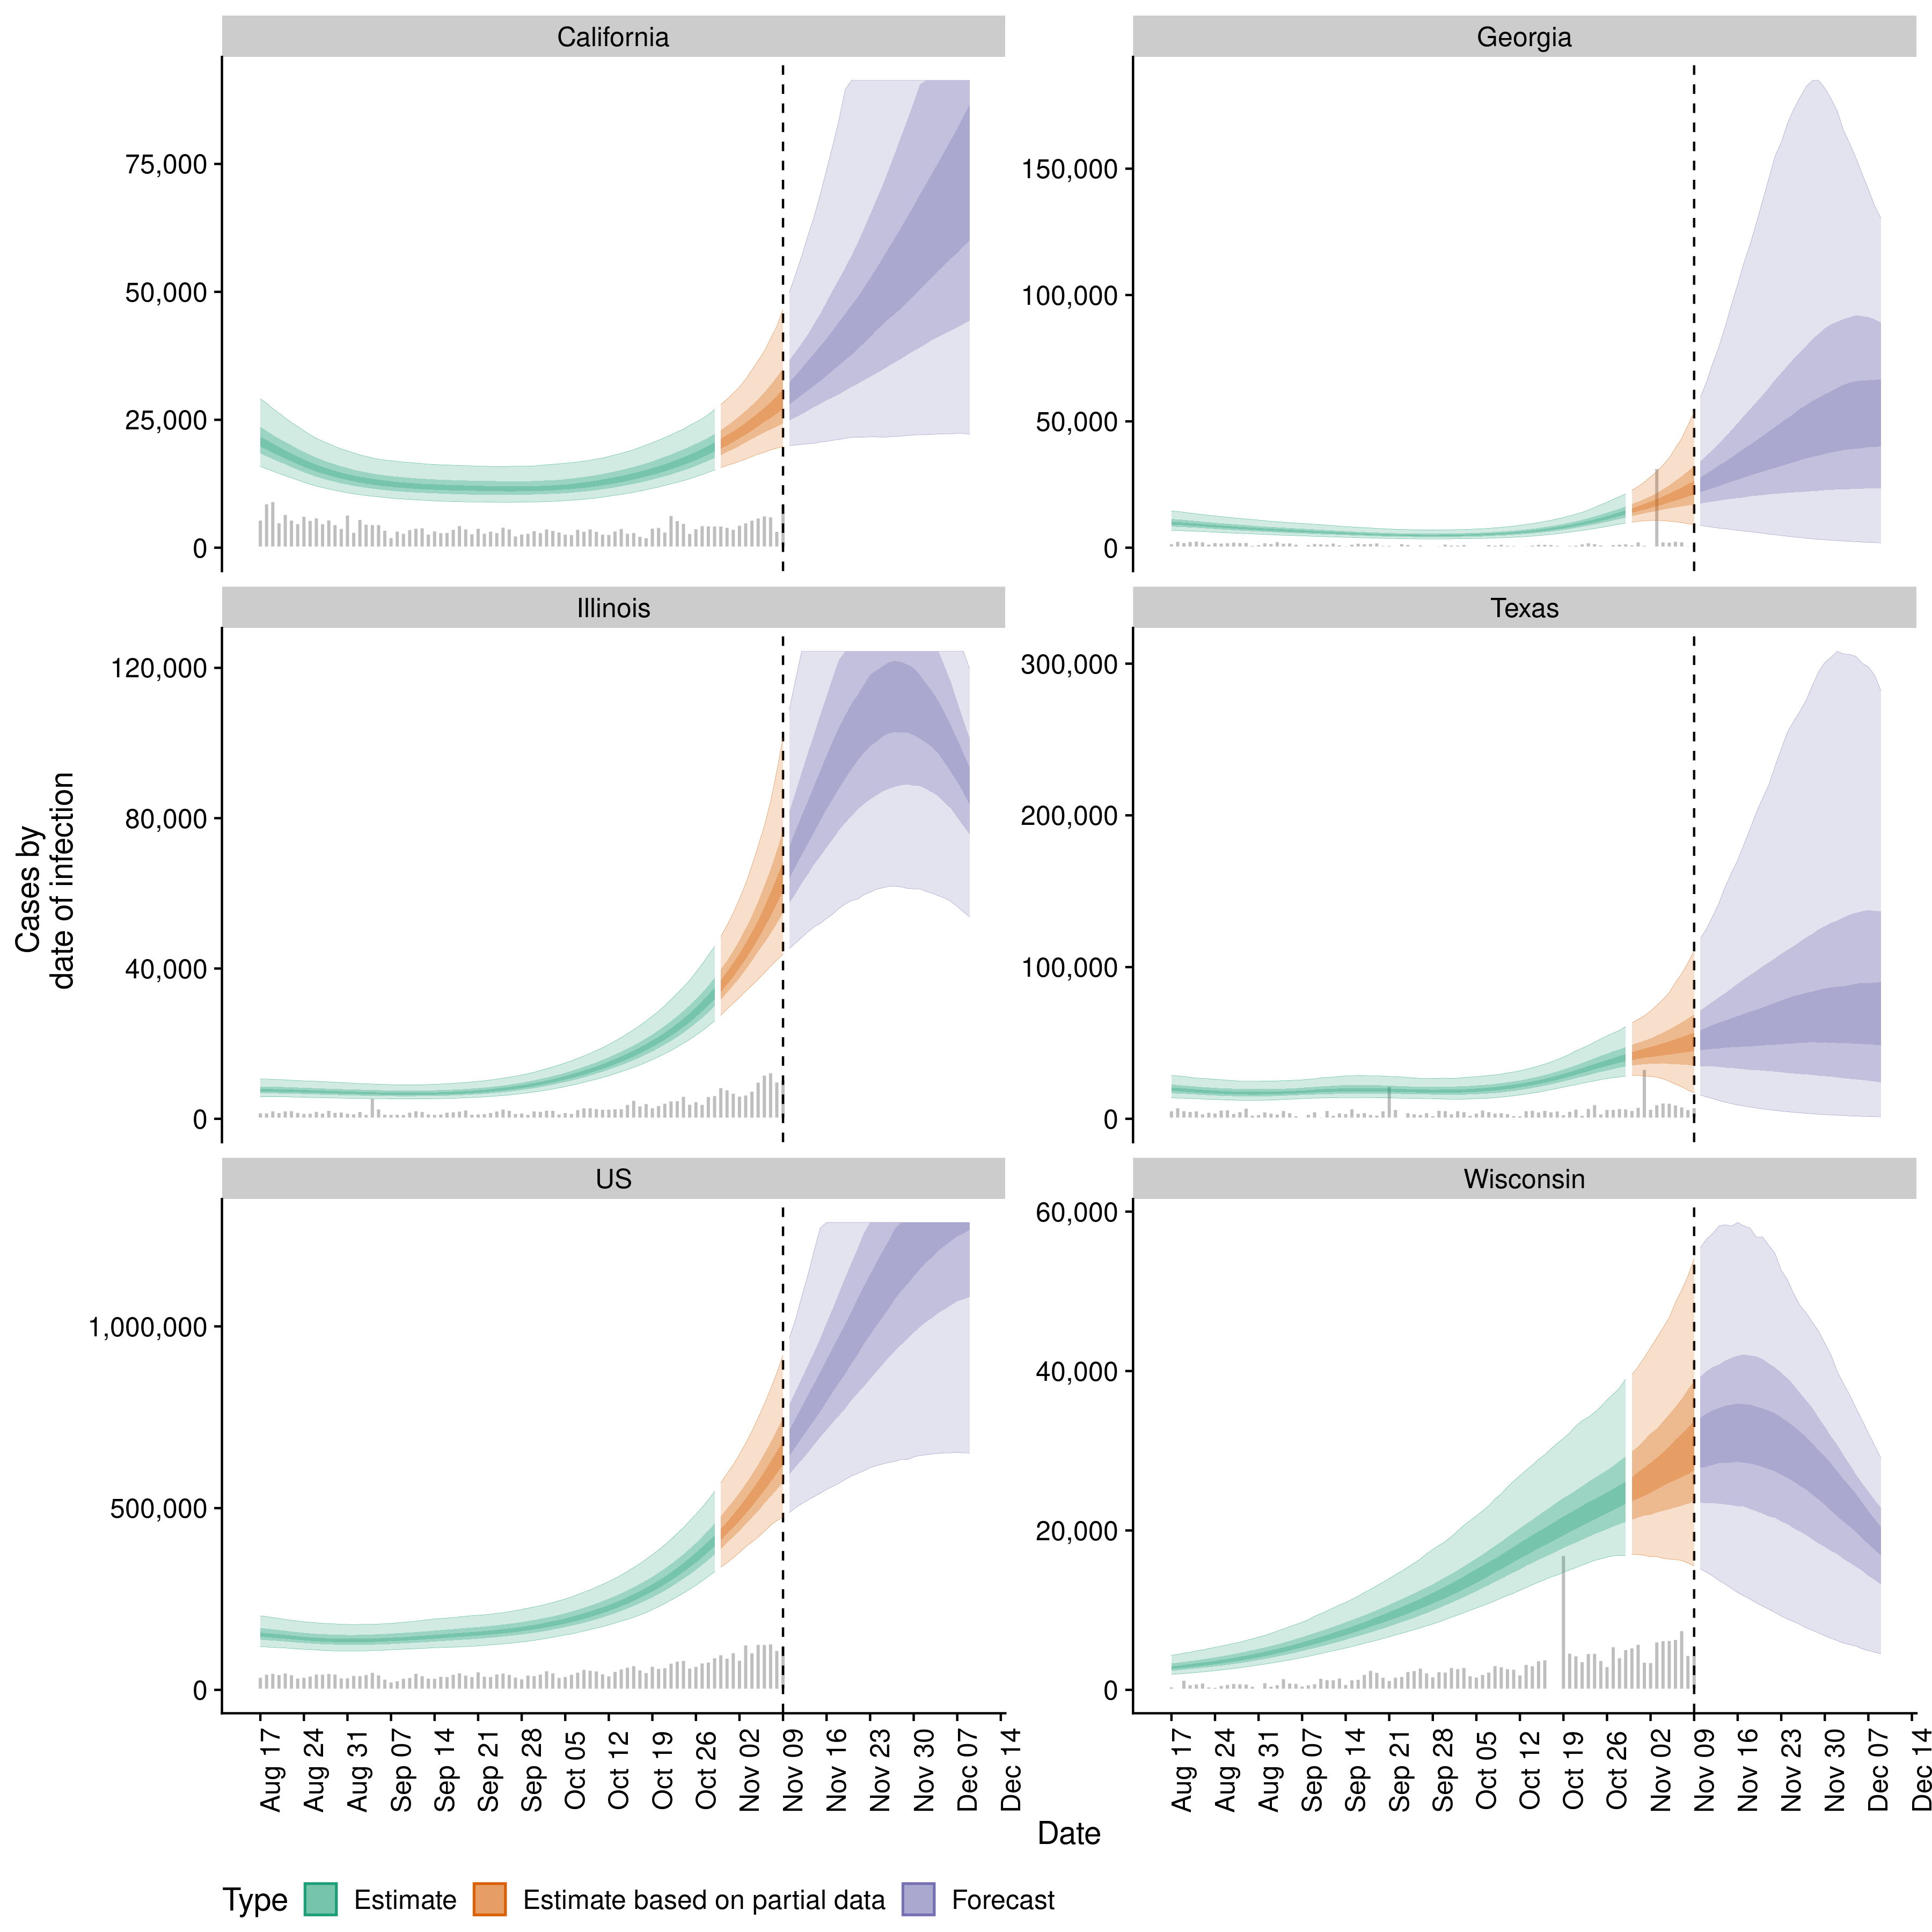 California
Georgia
75,000
50,000
25,000
0
150,000
100,000
50,000
0
Illinois
Texas
120,000
80,000
40,000
0
300,000
200,000
100,000
0
US
Wisconsin
1,000,000
500,000
0
60,000
40,000
20,000
0
Cases by
date of infection
Aug 17
Aug 24
Aug 31
Sep 07
Sep 14
Sep 21
Sep 28
Oct 05
Oct 12
Oct 19
Oct 26
Nov 02
Nov 09
Nov 16
Nov 23
Nov 30
Dec 07
Dec 14
Aug 17
Aug 24
Aug 31
Sep 07
Sep 14
Sep 21
Sep 28
Oct 05
Oct 12
Oct 19
Oct 26
Nov 02
Nov 09
Nov 16
Nov 23
Nov 30
Dec 07
Dec 14
Date
Type Estimate Estimate based on partial data Forecast